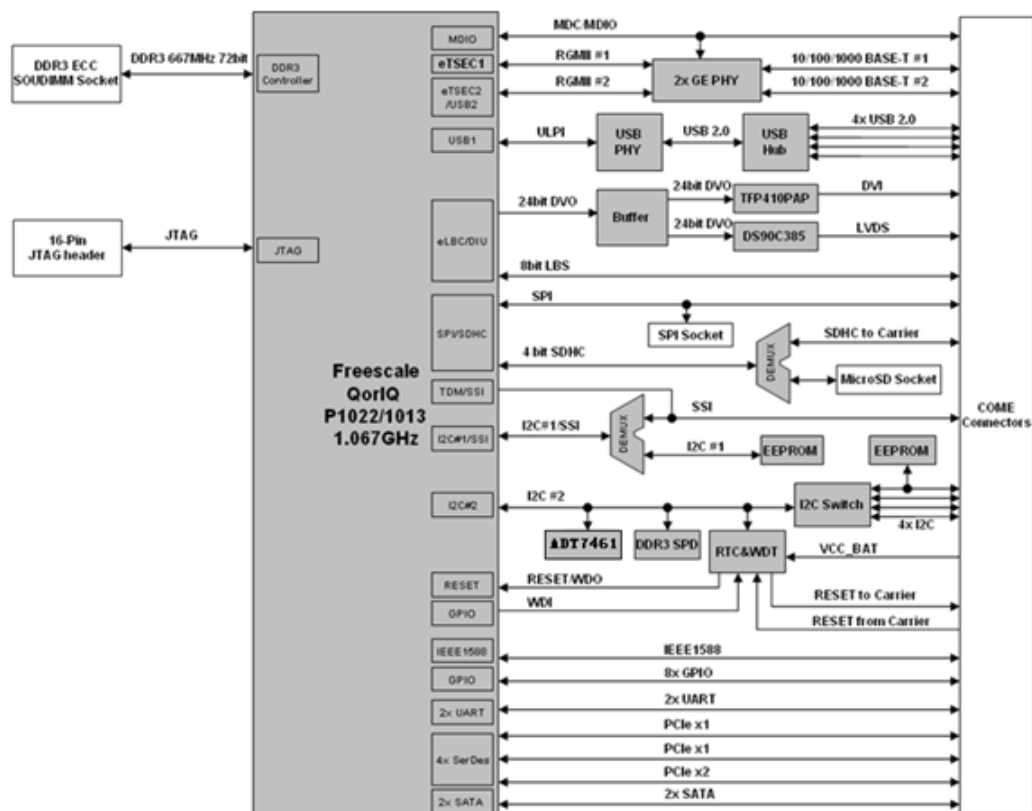 MDC/MDIO
MDIO
DDR3 ECC
SOUDIMM Socket
DDR3 667MHz 72bit
DDR3
Controller
eTSEC1
RGMII #1
2x GE PHY
10/100/1000 BASE-T #1
eTSEC2
/USB2
RGMII #2
10/100/1000 BASE-T #2
USB1
ULPI
USB
PHY
USB 2.0
USB
Hub
4x USB 2.0
eLBC/DIU
24bit DVO
Buffer
24bit DVO
TFP410PAP
DVI
24bit DVO
DS90C385
LVDS
16-Pin
JTAG header
JTAG
JTAG
8bit LBS
SPI/SDHC
SPI
SPI Socket
4 bit SDHC
DEMUX
SDHC to Carrier
MicroSD Socket
Freescale
QorIQ
P1022/1013
1.067GHz
TDM/SSI
SSI
COME
Connectors
I2C#1/SSI
I2C#1/SSI
DEMUX
I2C #1
EEPROM
EEPROM
I2C#2
I2C #2
I2C Switch
4x I2C
ADT7461
DDR3 SPD
RTC&WDT
VCC_BAT
RESET
RESET/WDO
RESET to Carrier
GPIO
WDI
RESET from Carrier
IEEE1588
IEEE1588
GPIO
8x GPIO
2x UART
2x UART
4x SerDes
PCIe x1
PCIe x1
PCIe x2
2x SATA
2x SATA